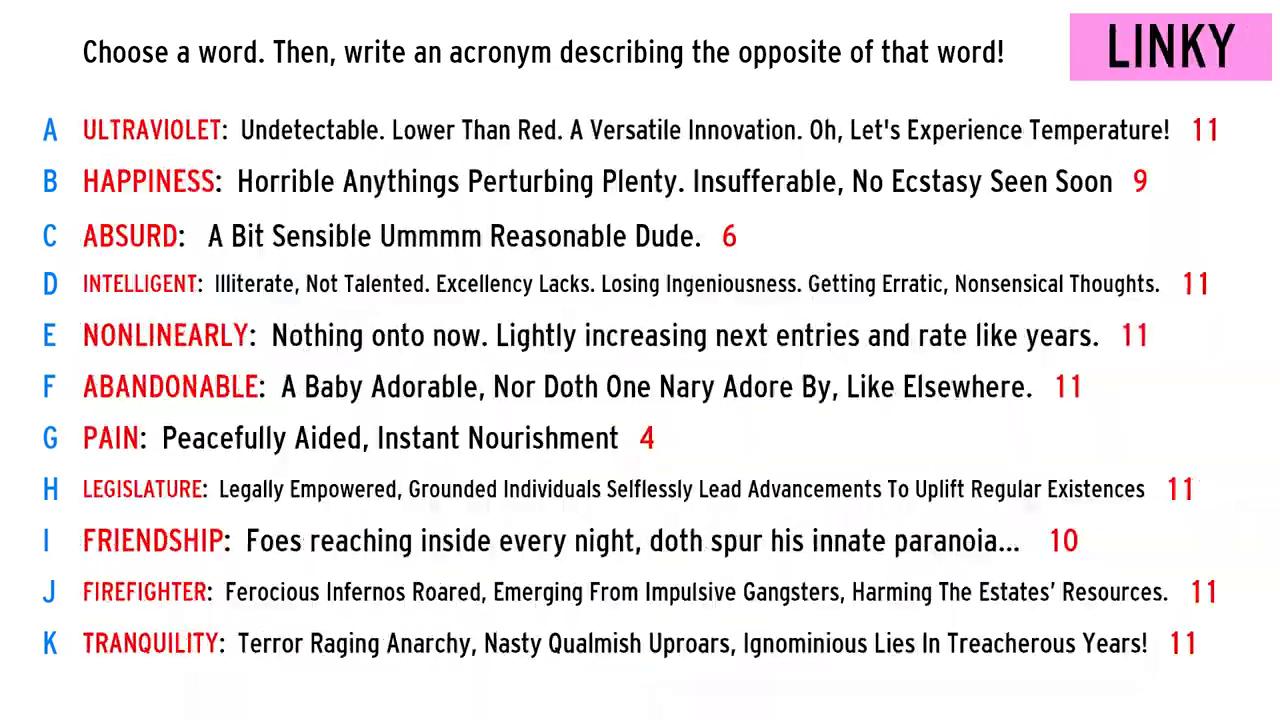 Choose a word. Then, write an acronym describing the opposite of that word!
LINKY
A ULTRAVIOLET: Undetectable. Lower Than Red. A Versatile Innovation. Oh, Let's Experience Temperature! 11
B HAPPINESS: Horrible Anythings Perturbing Plenty. Insufferable, No Ecstasy Seen Soon 9
C ABSURD: A Bit Sensible Ummmm Reasonable Dude. 6
D INTELLIGENT: Illiterate, Not Talented. Excellency Lacks. Losing Ingeniousness. Getting Erratic, Nonsensical Thoughts. 11
E NONLINEARLY: Nothing onto now. Lightly increasing next entries and rate like years. 11
F ABANDONABLE: A Baby Adorable, Nor Doth One Nary Adore By, Like Elsewhere. 11
G PAIN: Peacefully Aided, Instant Nourishment 4
H LEGISLATURE: Legally Empowered, Grounded Individuals Selflessly Lead Advancements To Uplift Regular Existences 11
I FRIENDSHIP: Foes reaching inside every night, doth spur his innate paranoia... 10
J FIREFIGHTER: Ferocious Infernos Roared, Emerging From Impulsive Gangsters, Harming The Estates’ Resources. 11
K TRANQUILITY: Terror Raging Anarchy, Nasty Qualmish Uproars, Ignominious Lies In Treacherous Years! 11